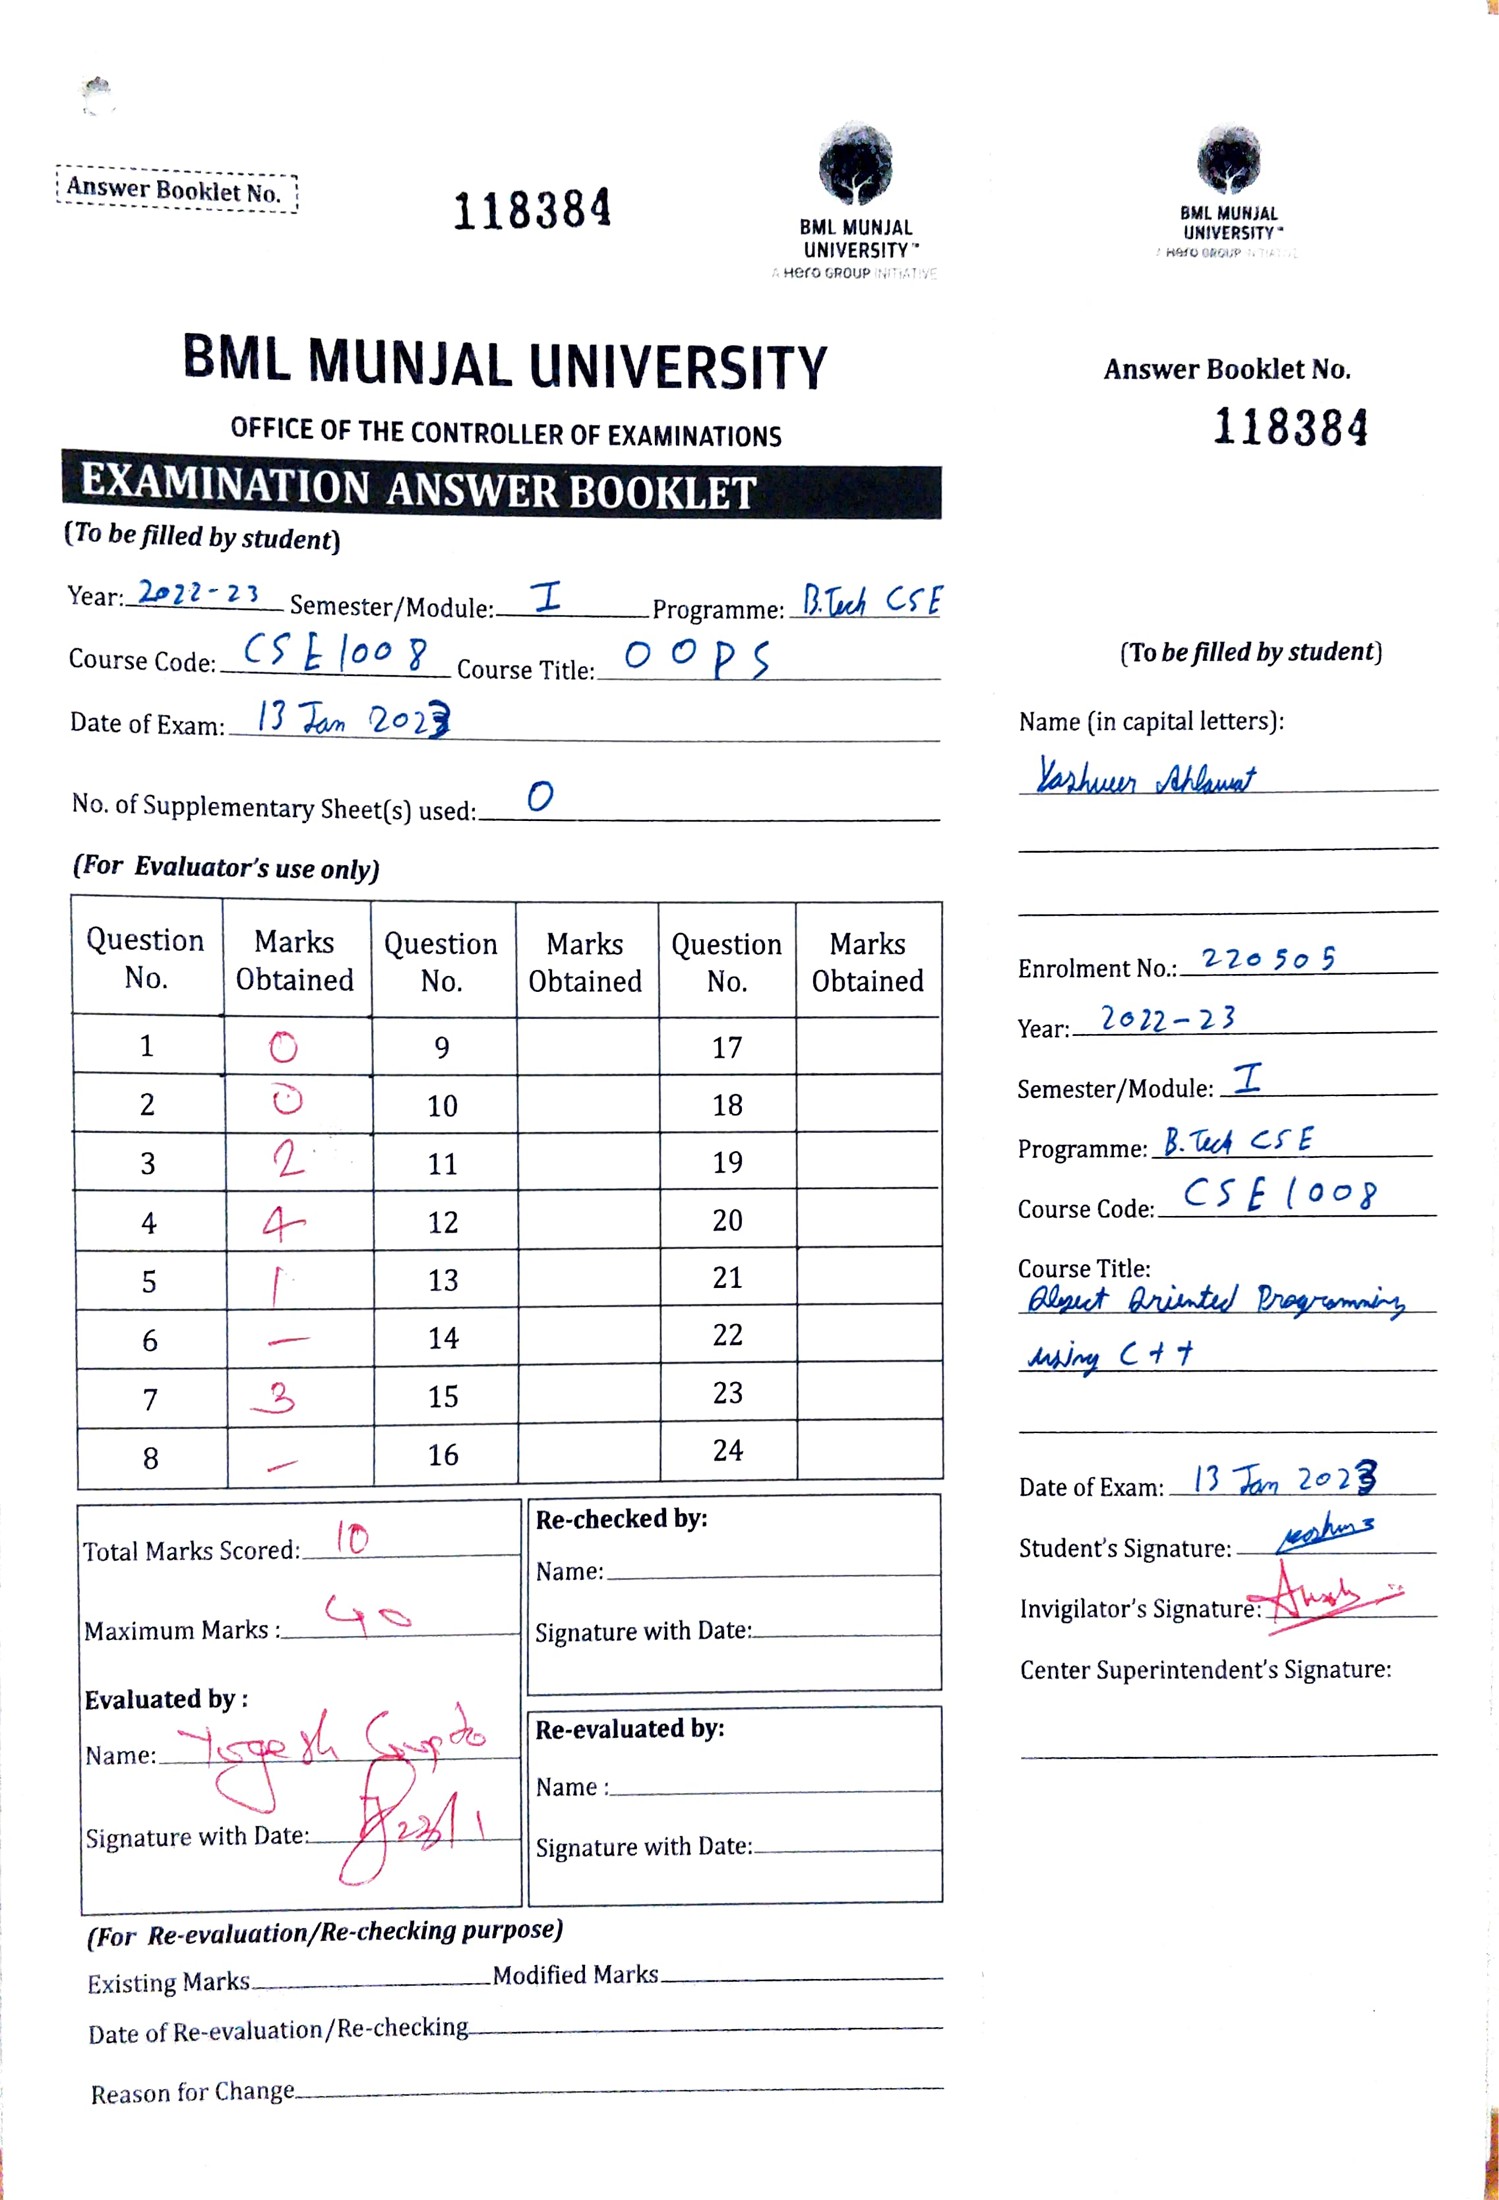 Answer Booklet No.
118384
BML MUNJAL
UNIVERSITY™
A Hero GROUP INITIATIVE
BML MUNJAL UNIVERSITY
OFFICE OF THE CONTROLLER OF EXAMINATIONS
EXAMINATION ANSWER BOOKLET
(To be filled by student)
Year: 2022-23 Semester/Module: I Programme: B.Tech CSE
Course Code: CSE1008 Course Title: OOPS
Date of Exam: 13 Jan 2023
No. of Supplementary Sheet(s) used: 0
(For Evaluator's use only)
Question No. Marks Obtained Question No. Marks Obtained Question No. Marks Obtained
1 0 9 17
2 0 10 18
3 2 11 19
4 4 12 20
5 1 13 21
6 — 14 22
7 3 15 23
8 — 16 24
Total Marks Scored: 10
Maximum Marks : 40
Evaluated by :
Name: Yogesh Gupta
Signature with Date: 23/1
Re-checked by:
Name:
Signature with Date:
Re-evaluated by:
Name :
Signature with Date:
(For Re-evaluation/Re-checking purpose)
Existing Marks Modified Marks
Date of Re-evaluation/Re-checking
Reason for Change
BML MUNJAL
UNIVERSITY™
A Hero GROUP INITIATIVE
Answer Booklet No.
118384
(To be filled by student)
Name (in capital letters):
Yashveer Ahlawat
Enrolment No.: 220505
Year: 2022-23
Semester/Module: I
Programme: B.Tech CSE
Course Code: CSE1008
Course Title:
Object Oriented Programming
using C++
Date of Exam: 13 Jan 2023
Student's Signature:
Invigilator's Signature:
Center Superintendent's Signature: